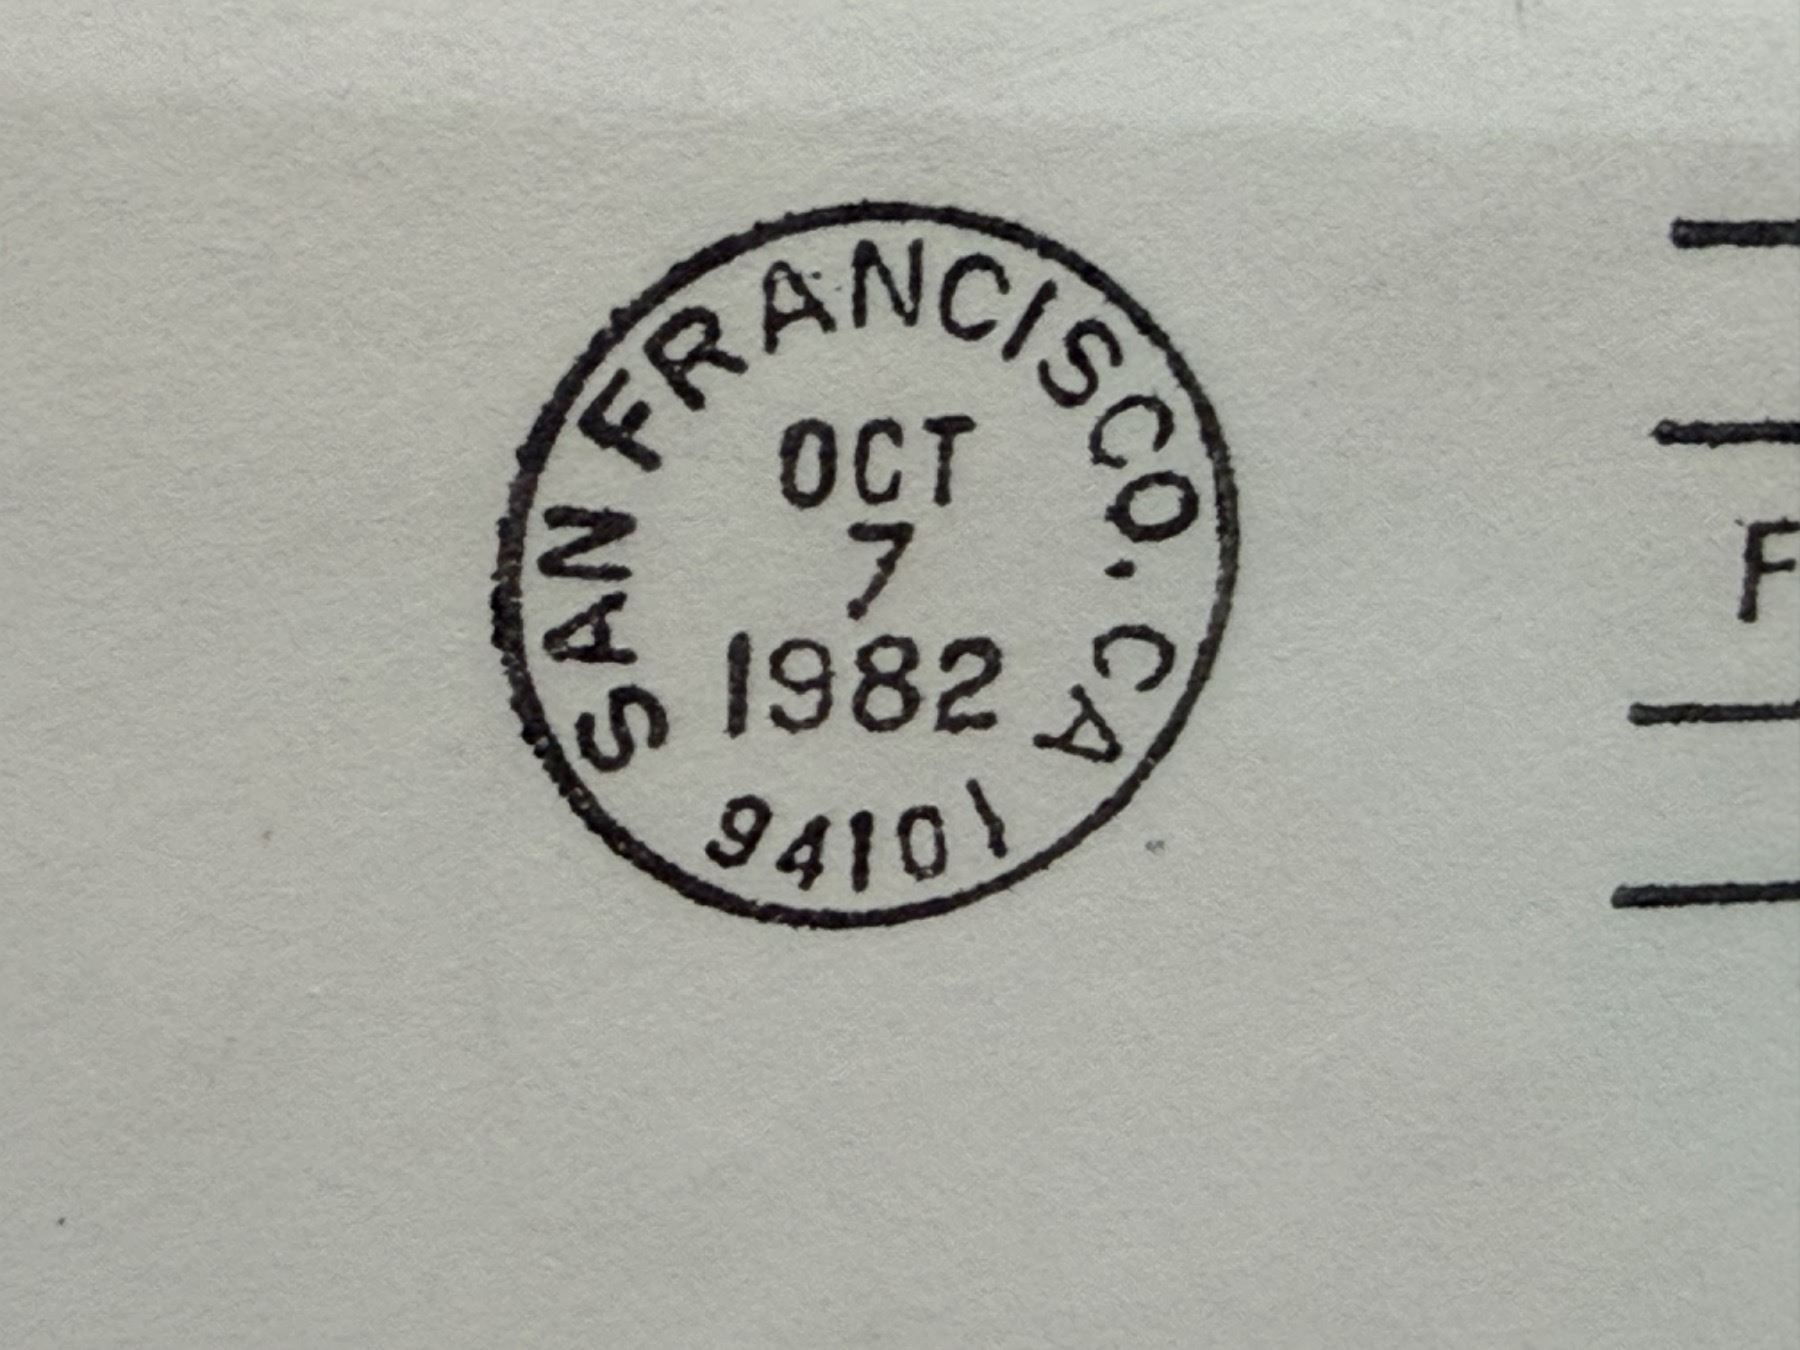 SAN FRANCISCO, CA
OCT
7
1982
94101
F